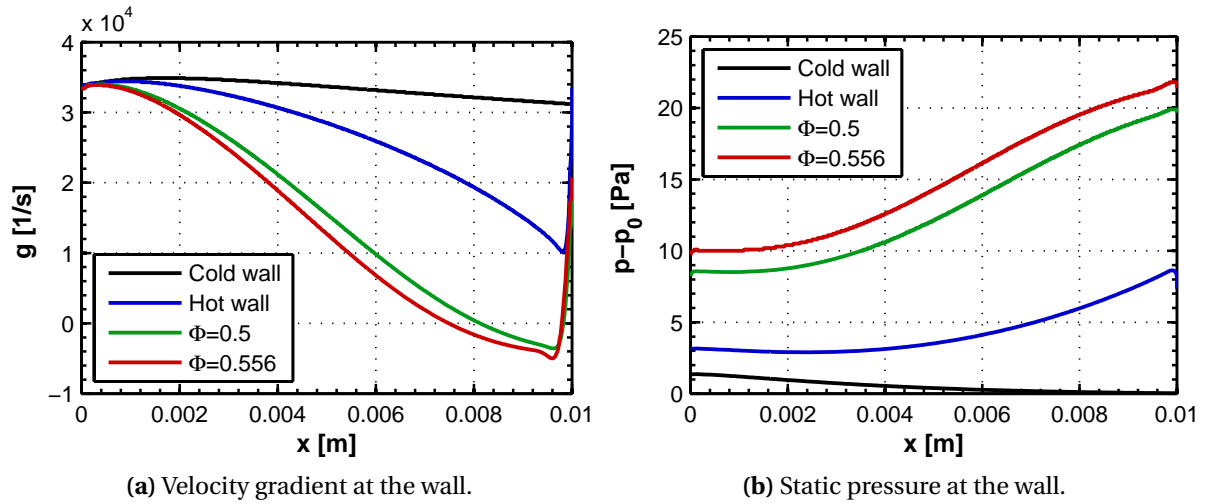 x 10⁴
4
3
2
1
0
−1
g [1/s]
Cold wall
Hot wall
Φ=0.5
Φ=0.556
0 0.002 0.004 0.006 0.008 0.01
x [m]
(a) Velocity gradient at the wall.
25
20
15
10
5
0
p−p₀ [Pa]
Cold wall
Hot wall
Φ=0.5
Φ=0.556
0 0.002 0.004 0.006 0.008 0.01
x [m]
(b) Static pressure at the wall.